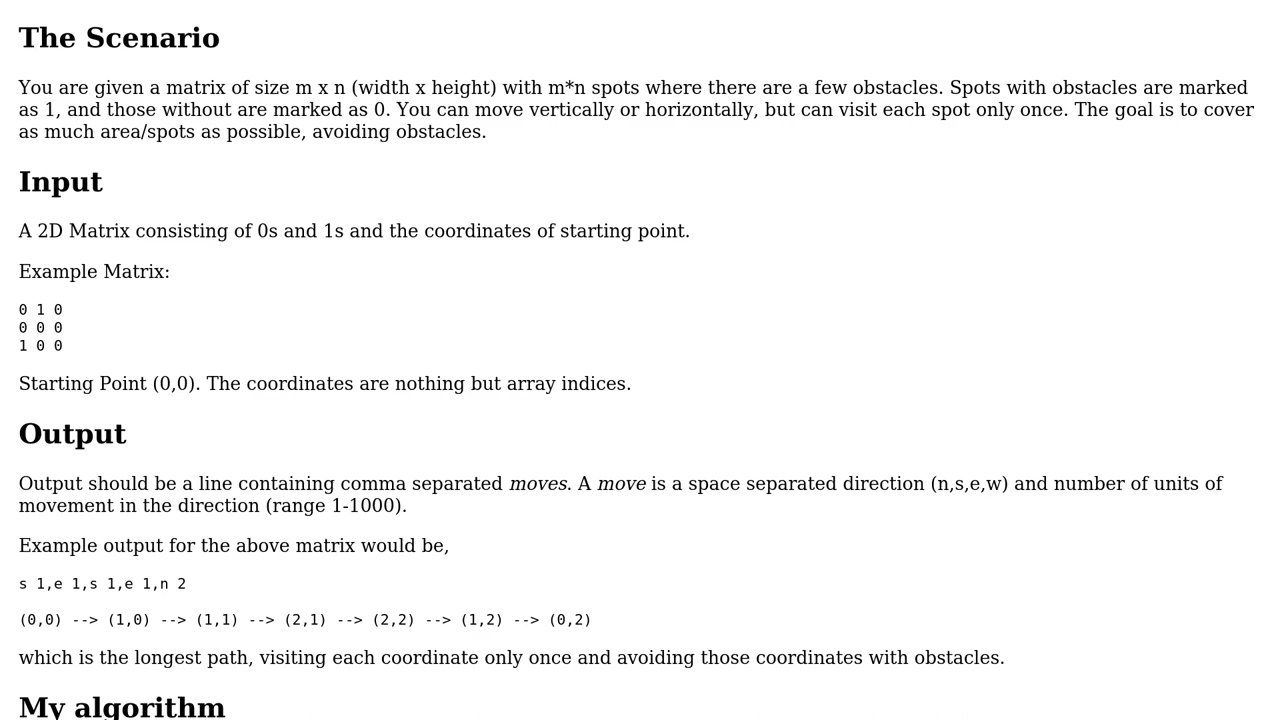 The Scenario
You are given a matrix of size m x n (width x height) with m*n spots where there are a few obstacles. Spots with obstacles are marked
as 1, and those without are marked as 0. You can move vertically or horizontally, but can visit each spot only once. The goal is to cover
as much area/spots as possible, avoiding obstacles.
Input
A 2D Matrix consisting of 0s and 1s and the coordinates of starting point.
Example Matrix:
0 1 0
0 0 0
1 0 0
Starting Point (0,0). The coordinates are nothing but array indices.
Output
Output should be a line containing comma separated moves. A move is a space separated direction (n,s,e,w) and number of units of
movement in the direction (range 1-1000).
Example output for the above matrix would be,
s 1,e 1,s 1,e 1,n 2
(0,0) --> (1,0) --> (1,1) --> (2,1) --> (2,2) --> (1,2) --> (0,2)
which is the longest path, visiting each coordinate only once and avoiding those coordinates with obstacles.
My algorithm